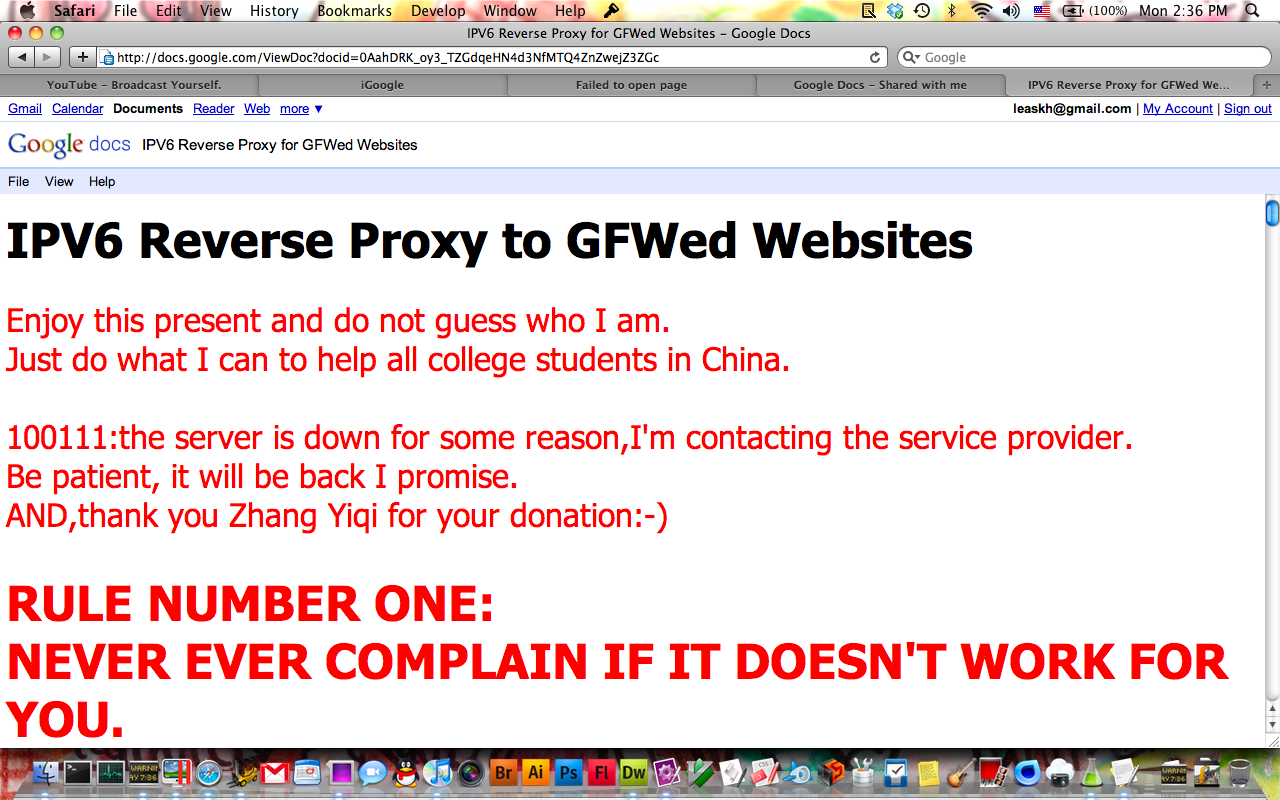 Safari File Edit View History Bookmarks Develop Window Help (100%) Mon 2:36 PM
IPV6 Reverse Proxy for GFWed Websites - Google Docs
http://docs.google.com/ViewDoc?docid=0AahDRK_oy3_TZGdqeHN4d3NfMTQ4ZnZwejZ3ZGc Google
YouTube - Broadcast Yourself. iGoogle Failed to open page Google Docs - Shared with me IPV6 Reverse Proxy for GFWed We...
Gmail Calendar Documents Reader Web more ▼ leaskh@gmail.com | My Account | Sign out
Google docs IPV6 Reverse Proxy for GFWed Websites
File View Help
IPV6 Reverse Proxy to GFWed Websites
Enjoy this present and do not guess who I am.
Just do what I can to help all college students in China.
100111:the server is down for some reason,I'm contacting the service provider.
Be patient, it will be back I promise.
AND,thank you Zhang Yiqi for your donation:-)
RULE NUMBER ONE:
NEVER EVER COMPLAIN IF IT DOESN'T WORK FOR
YOU.
Br Ai Ps Fl Dw